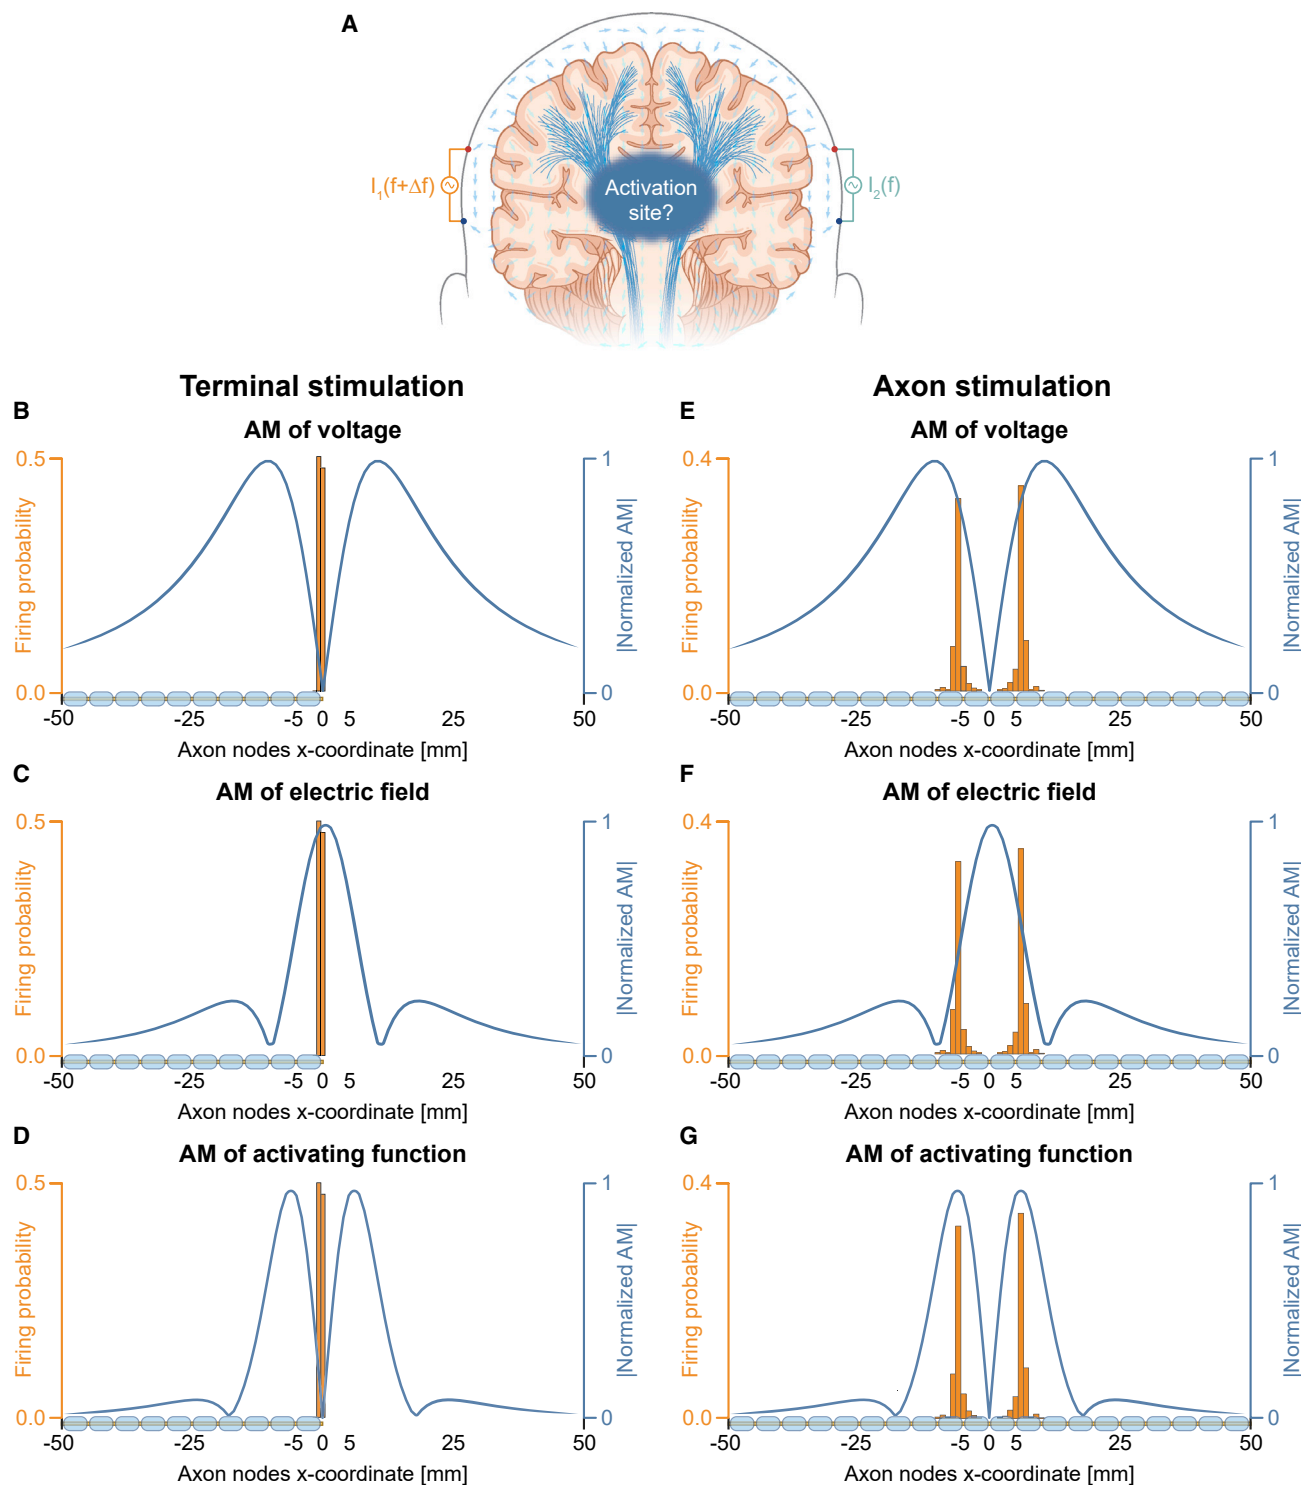 A
I₁(f+Δf)
Activation
site?
I₂(f)
Terminal stimulation
Axon stimulation
B
AM of voltage
0.5
1
Firing probability
|Normalized AM|
0.0
0
-50 -25 -5 0 5 25 50
Axon nodes x-coordinate [mm]
E
AM of voltage
0.4
1
Firing probability
|Normalized AM|
0.0
0
-50 -5 0 5 25 50
Axon nodes x-coordinate [mm]
C
AM of electric field
0.5
1
Firing probability
|Normalized AM|
0.0
0
-50 -25 -5 0 5 25 50
Axon nodes x-coordinate [mm]
F
AM of electric field
0.4
1
Firing probability
|Normalized AM|
0.0
0
-50 -25 -5 0 5 25 50
Axon nodes x-coordinate [mm]
D
AM of activating function
0.5
1
Firing probability
|Normalized AM|
0.0
0
-50 -25 -5 0 5 25 50
Axon nodes x-coordinate [mm]
G
AM of activating function
0.4
1
Firing probability
|Normalized AM|
0.0
0
-50 -25 -5 0 5 25 50
Axon nodes x-coordinate [mm]